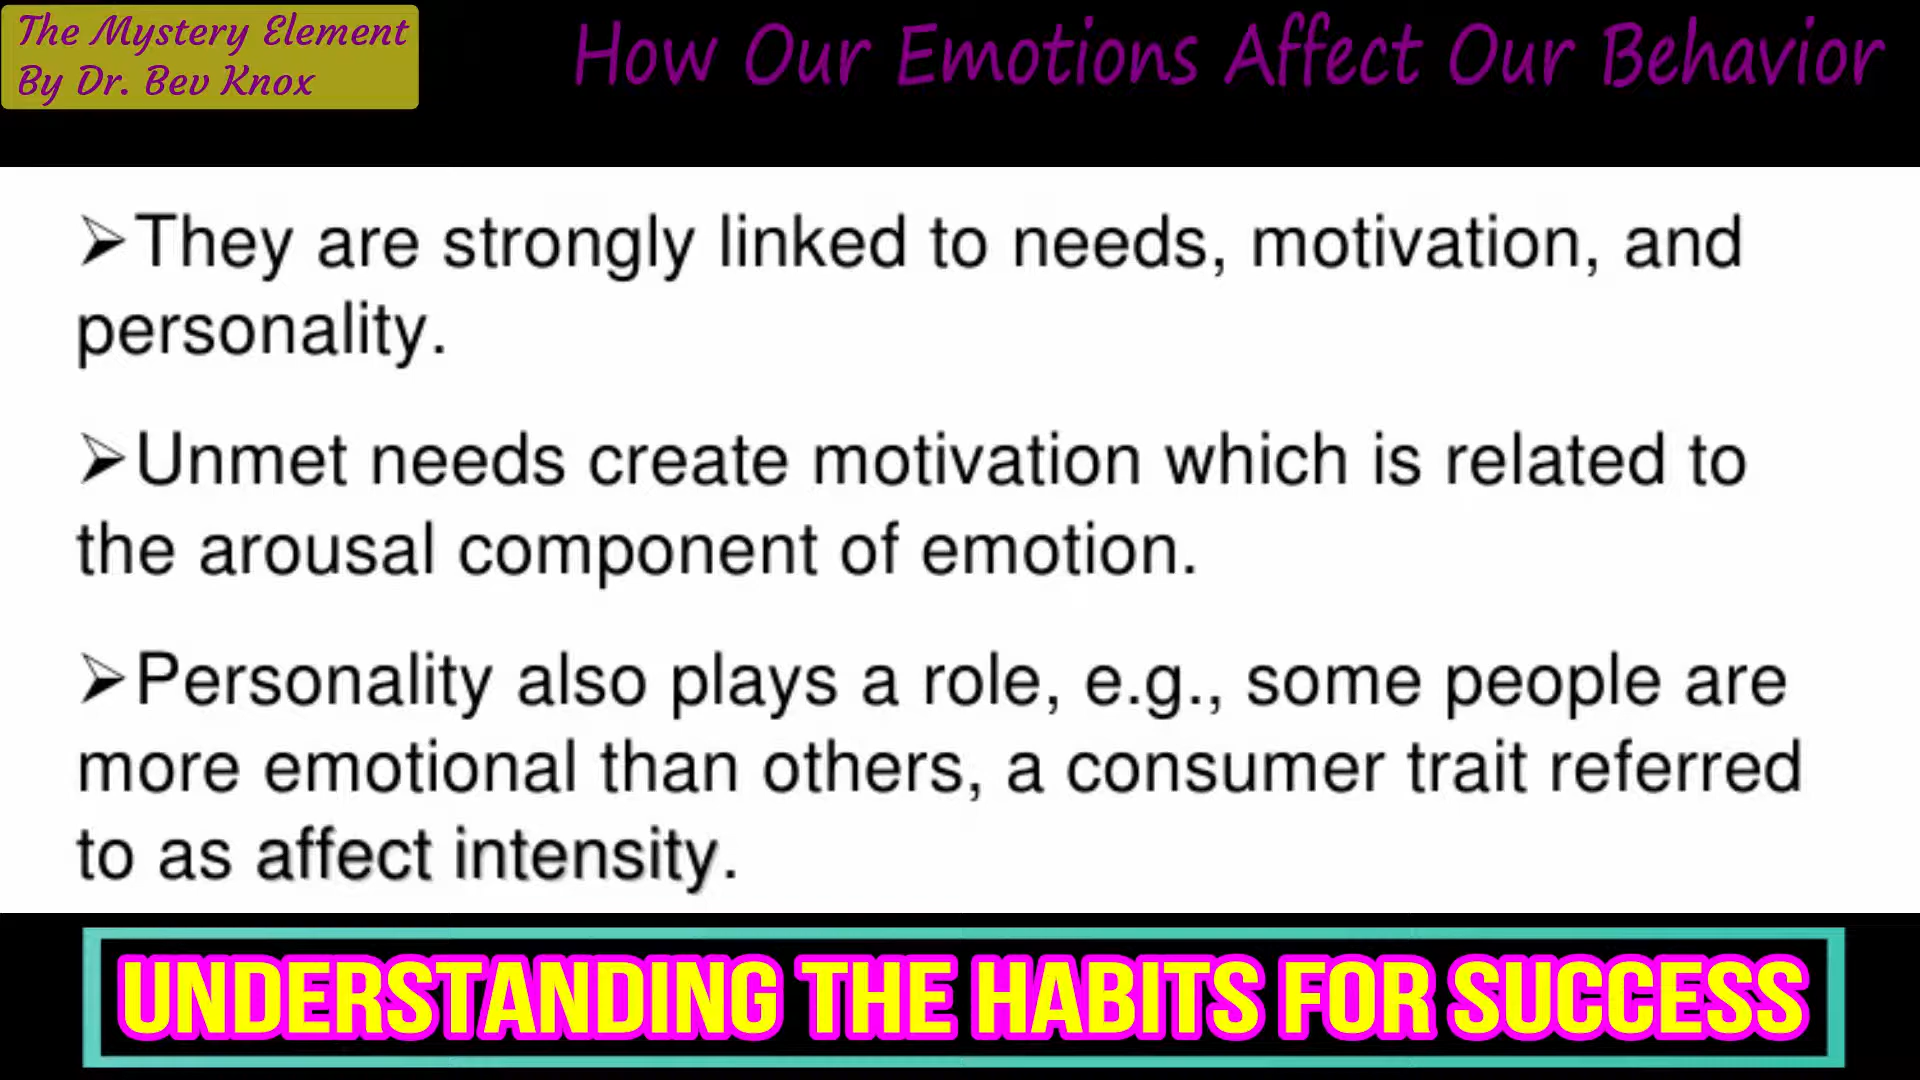 The Mystery Element
By Dr. Bev Knox
How Our Emotions Affect Our Behavior
➢They are strongly linked to needs, motivation, and
personality.
➢Unmet needs create motivation which is related to
the arousal component of emotion.
➢Personality also plays a role, e.g., some people are
more emotional than others, a consumer trait referred
to as affect intensity.
UNDERSTANDING THE HABITS FOR SUCCESS